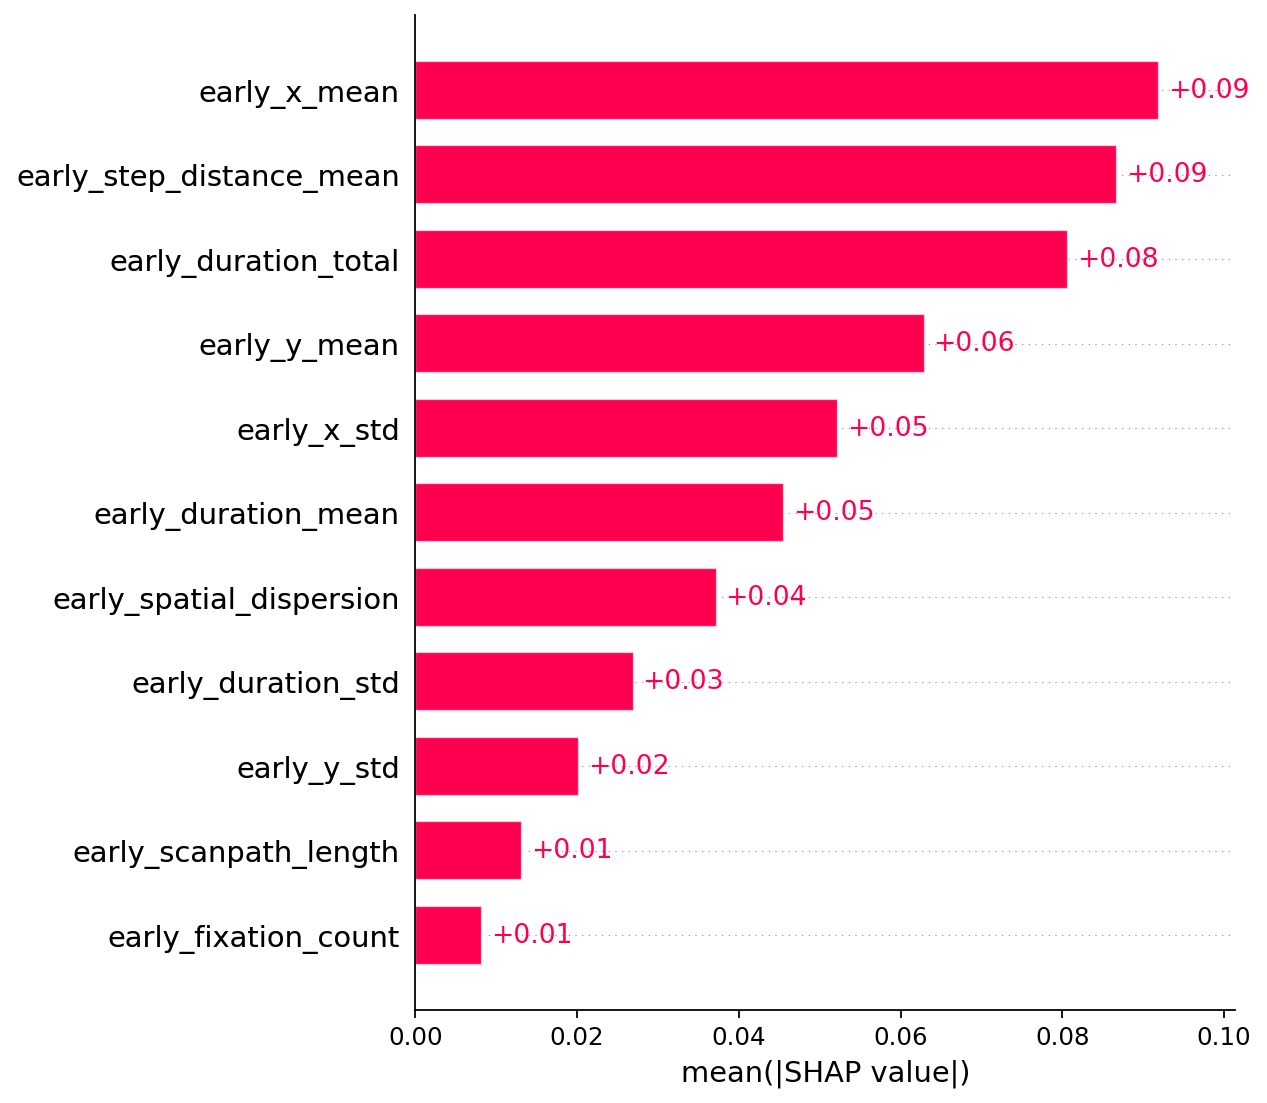 early_x_mean +0.09
early_step_distance_mean +0.09
early_duration_total +0.08
early_y_mean +0.06
early_x_std +0.05
early_duration_mean +0.05
early_spatial_dispersion +0.04
early_duration_std +0.03
early_y_std +0.02
early_scanpath_length +0.01
early_fixation_count +0.01
0.00 0.02 0.04 0.06 0.08 0.10
mean(|SHAP value|)